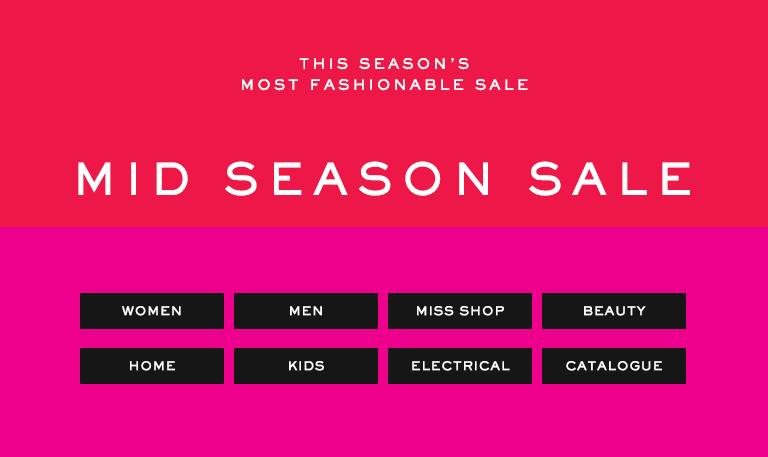 THIS SEASON’S
MOST FASHIONABLE SALE
MID SEASON SALE
WOMEN
MEN
MISS SHOP
BEAUTY
HOME
KIDS
ELECTRICAL
CATALOGUE